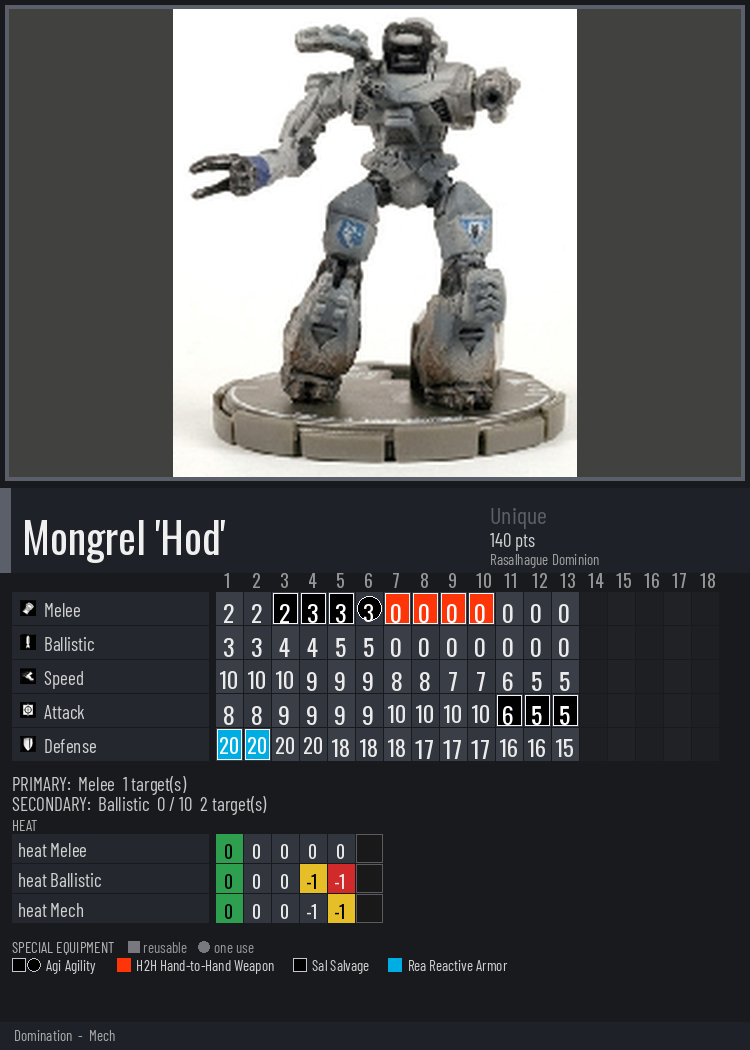 Mongrel 'Hod'
Unique
140 pts
Rasalhague Dominion
1 2 3 4 5 6 7 8 9 10 11 12 13 14 15 16 17 18
Melee 2 2 2 3 3 3 0 0 0 0 0 0 0
Ballistic 3 3 4 4 5 5 0 0 0 0 0 0 0
Speed 10 10 10 9 9 9 8 8 7 7 6 5 5
Attack 8 8 9 9 9 9 10 10 10 10 6 5 5
Defense 20 20 20 20 18 18 18 17 17 17 16 16 15
PRIMARY: Melee 1 target(s)
SECONDARY: Ballistic 0 / 10 2 target(s)
HEAT
heat Melee 0 0 0 0 0
heat Ballistic 0 0 0 -1 -1
heat Mech 0 0 0 -1 -1
SPECIAL EQUIPMENT reusable one use
Agi Agility H2H Hand-to-Hand Weapon Sal Salvage Rea Reactive Armor
Domination - Mech